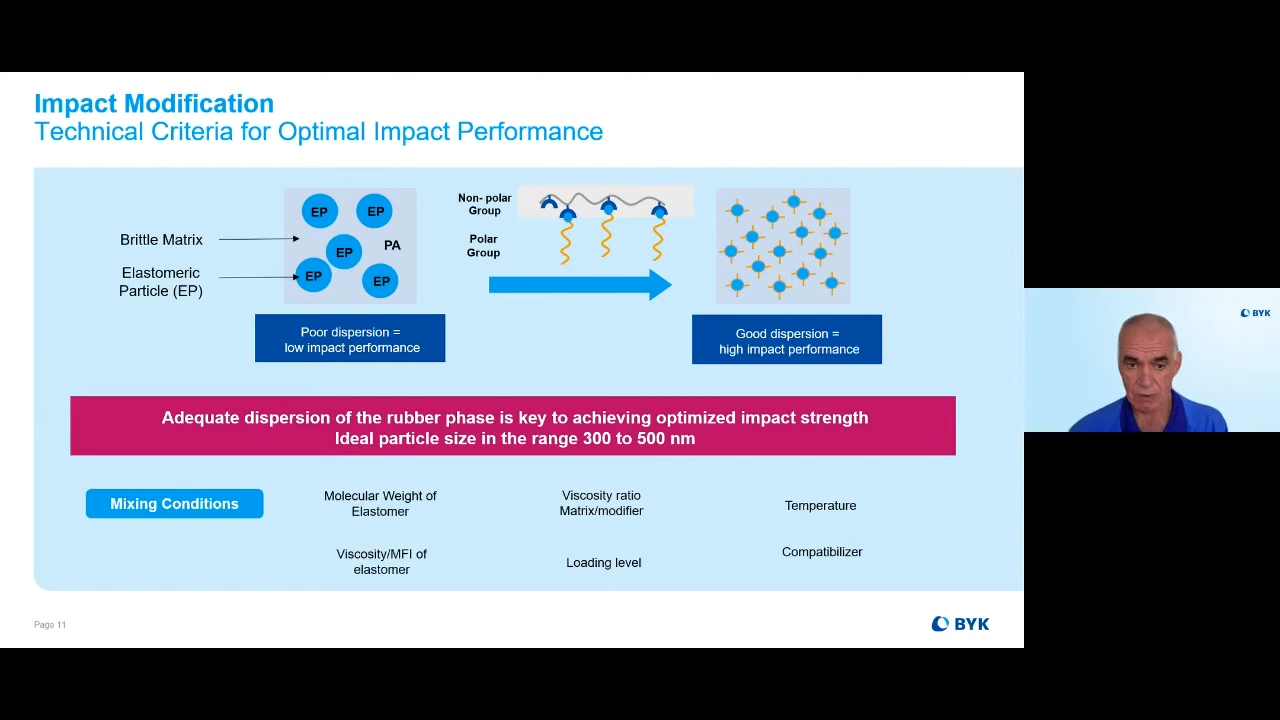 Impact Modification
Technical Criteria for Optimal Impact Performance
Brittle Matrix
Elastomeric
Particle (EP)
EP
EP
EP
PA
EP
EP
Non- polar
Group
Polar
Group
Poor dispersion =
low impact performance
Good dispersion =
high impact performance
Adequate dispersion of the rubber phase is key to achieving optimized impact strength
Ideal particle size in the range 300 to 500 nm
Mixing Conditions
Molecular Weight of
Elastomer
Viscosity ratio
Matrix/modifier
Temperature
Viscosity/MFI of
elastomer
Loading level
Compatibilizer
Page 11
BYK
BYK